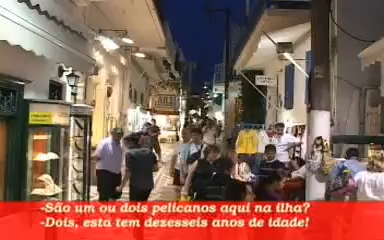 -São um ou dois pelicanos aqui na ilha?
-Dois, esta tem dezesseis anos de idade!